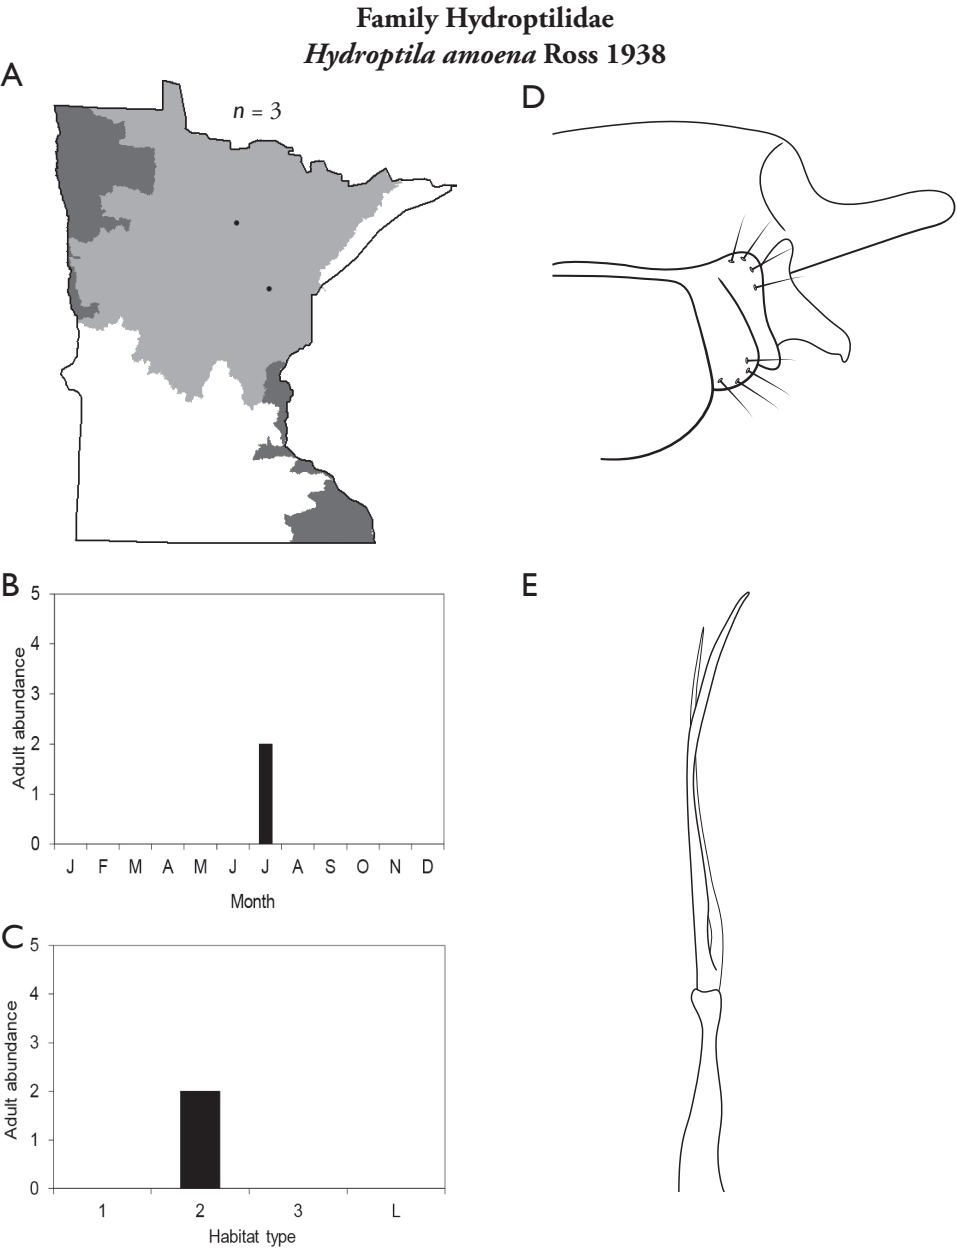 Family Hydroptilidae
Hydroptila amoena Ross 1938
A
n = 3
D
B
5
4
3
2
1
0
Adult abundance
J F M A M J J A S O N D
Month
E
C
5
4
3
2
1
0
Adult abundance
1 2 3 L
Habitat type